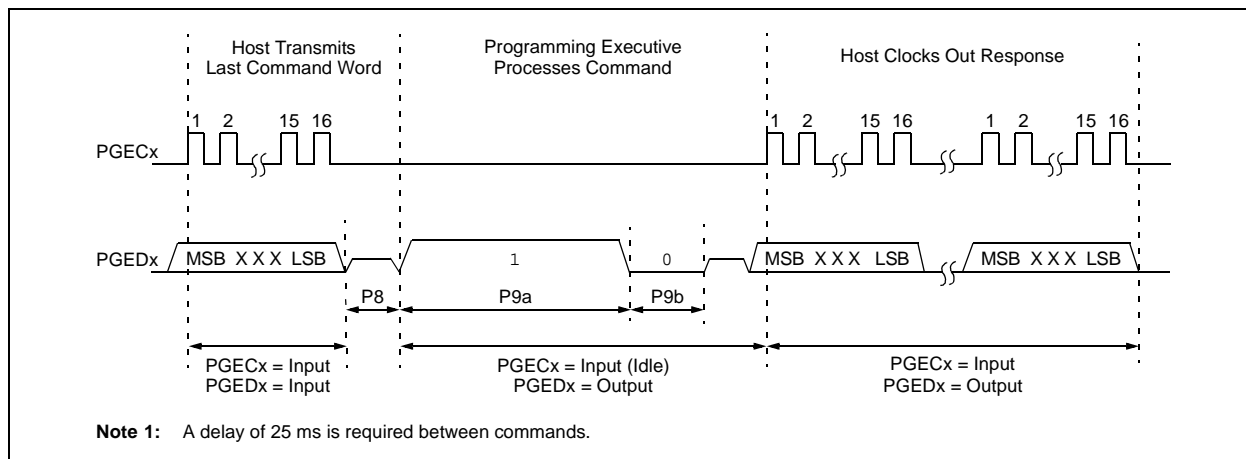 Host Transmits
Last Command Word
Programming Executive
Processes Command
Host Clocks Out Response
1 2 15 16
1 2 15 16
1 2 15 16
PGECx
PGEDx
MSB X X X LSB
1
0
MSB X X X LSB
MSB X X X LSB
P8
P9a
P9b
PGECx = Input
PGEDx = Input
PGECx = Input (Idle)
PGEDx = Output
PGECx = Input
PGEDx = Output
Note 1: A delay of 25 ms is required between commands.